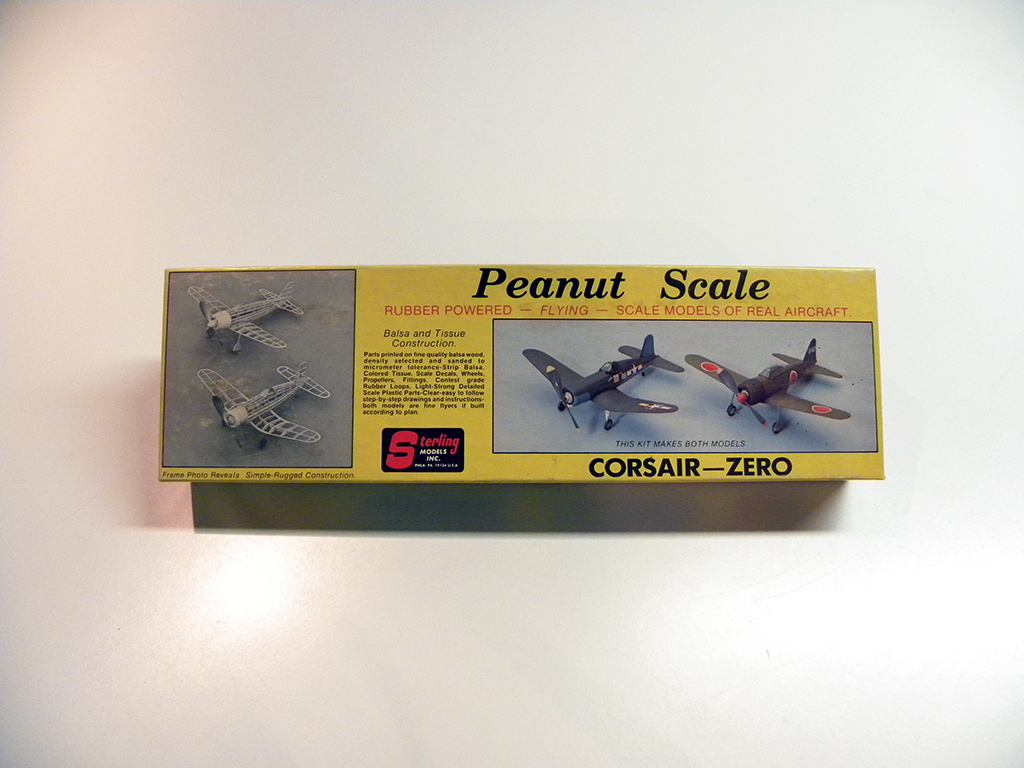 Peanut Scale
RUBBER POWERED — FLYING — SCALE MODELS OF REAL AIRCRAFT.
Balsa and Tissue
Construction.
Parts printed on fine quality balsa wood,
densily selected and sanded to
micrometer tolerance-Strip Balsa,
Colored Tissue, Scale Decals, Wheels,
Propellers, Fittings, Contest grade
Rubber Loops, Light-Strong Detailed
Scale Plastic Parts-Clear-easy to follow
step-by-step drawings and instructions-
both models are fine flyers if built
according to plan.
Sterling
MODELS
INC.
PHILA. PA. 19134 U.S.A
Frame Photo Reveals Simple-Rugged Construction.
THIS KIT MAKES BOTH MODELS
CORSAIR—ZERO